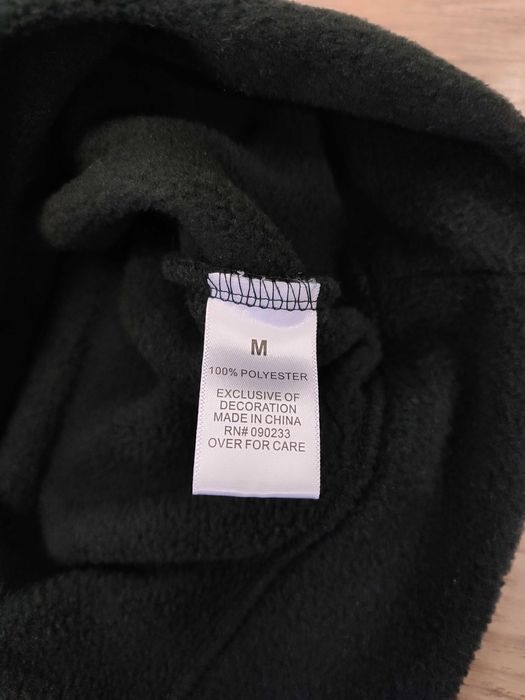 M
100% POLYESTER
EXCLUSIVE OF
DECORATION
MADE IN CHINA
RN# 090233
OVER FOR CARE